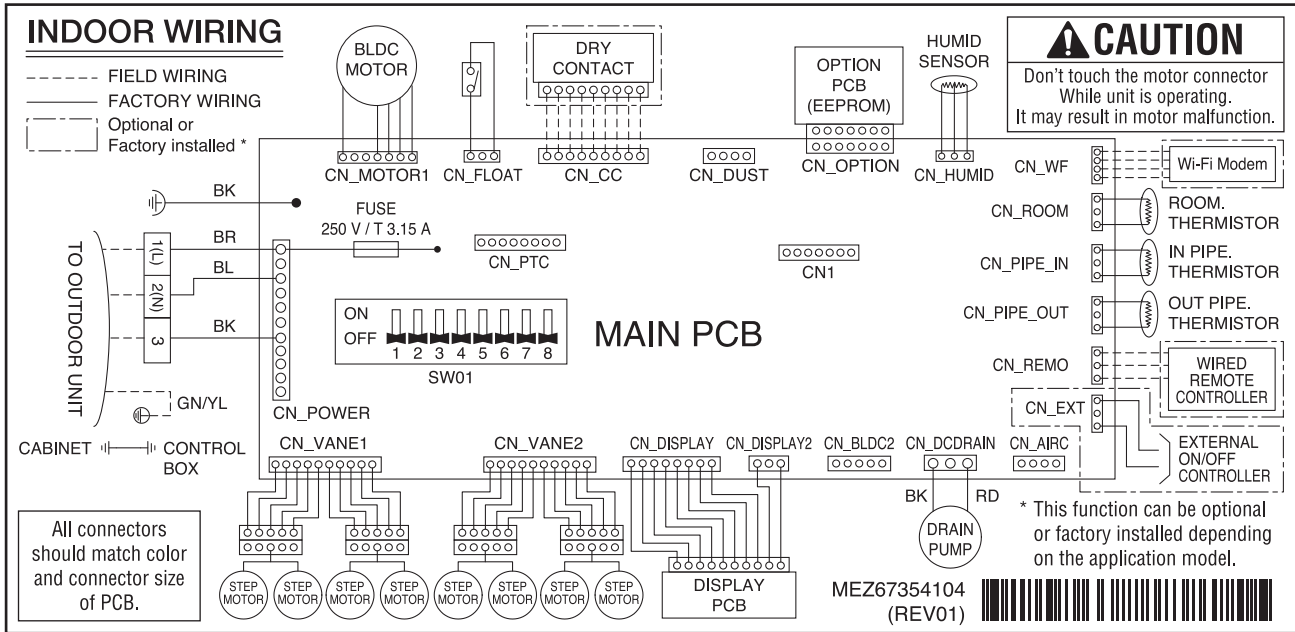 INDOOR WIRING
FIELD WIRING
FACTORY WIRING
Optional or
Factory installed *
BLDC
MOTOR
DRY
CONTACT
OPTION
PCB
(EEPROM)
HUMID
SENSOR
CAUTION
Don't touch the motor connector
While unit is operating.
It may result in motor malfunction.
CN_MOTOR1
CN_FLOAT
CN_CC
CN_DUST
CN_OPTION
CN_HUMID
CN_WF
Wi-Fi Modem
CN_ROOM
ROOM.
THERMISTOR
CN_PIPE_IN
IN PIPE.
THERMISTOR
CN_PIPE_OUT
OUT PIPE.
THERMISTOR
CN_REMO
WIRED
REMOTE
CONTROLLER
CN_EXT
EXTERNAL
ON/OFF
CONTROLLER
BK
FUSE
250 V / T 3.15 A
BR
BL
BK
1(L)
2(N)
3
TO OUTDOOR UNIT
GN/YL
CABINET
CONTROL
BOX
CN_POWER
CN_PTC
CN1
ON
OFF
1 2 3 4 5 6 7 8
SW01
MAIN PCB
CN_VANE1
CN_VANE2
CN_DISPLAY
CN_DISPLAY2
CN_BLDC2
CN_DCDRAIN
CN_AIRC
BK
RD
DRAIN
PUMP
All connectors
should match color
and connector size
of PCB.
STEP
MOTOR
STEP
MOTOR
STEP
MOTOR
STEP
MOTOR
STEP
MOTOR
STEP
MOTOR
STEP
MOTOR
STEP
MOTOR
DISPLAY
PCB
* This function can be optional
or factory installed depending
on the application model.
MEZ67354104
(REV01)